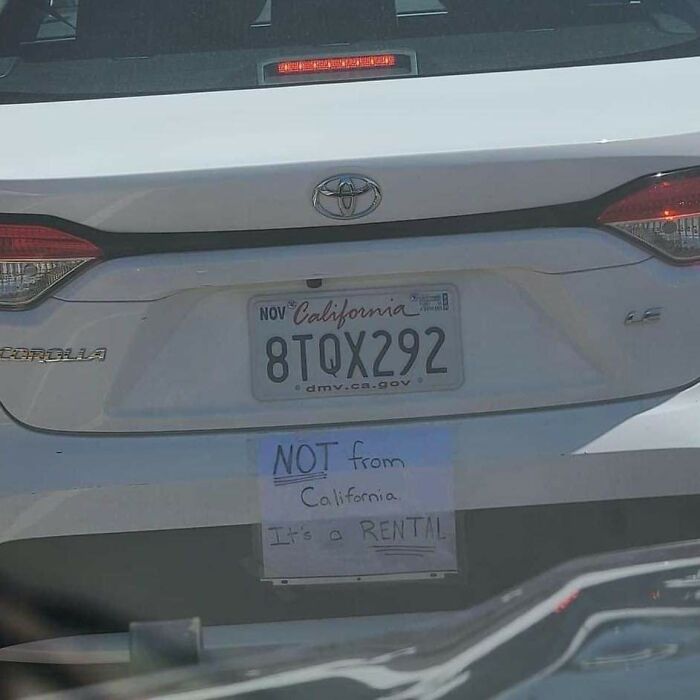 NOV California
8TQX292
dmv.ca.gov
COROLLA
LE
NOT from
California.
It's a RENTAL